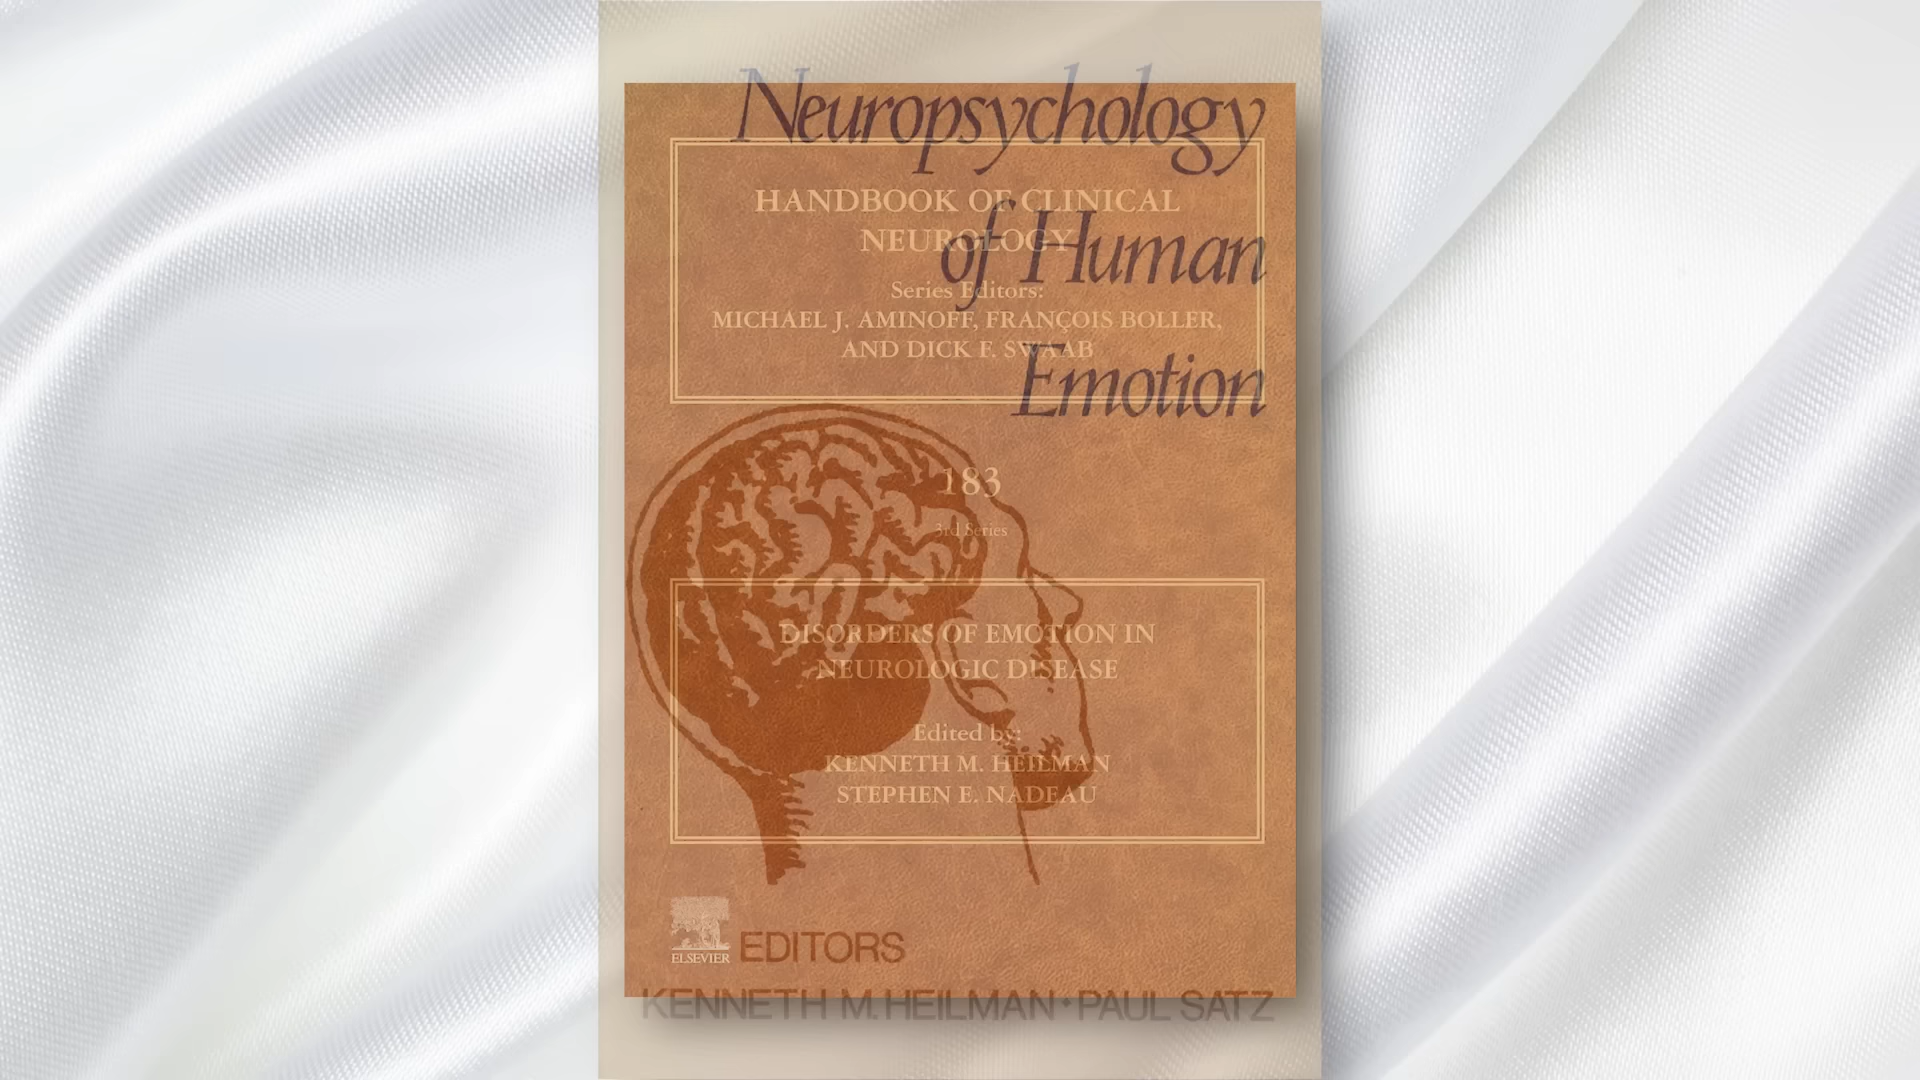 Neuropsychology
of Human
Emotion
EDITORS
KENNETH M. HEILMAN • PAUL SATZ
HANDBOOK OF CLINICAL
NEUROLOGY
Series Editors:
MICHAEL J. AMINOFF, FRANÇOIS BOLLER,
AND DICK F. SWAAB
183
3rd Series
DISORDERS OF EMOTION IN
NEUROLOGIC DISEASE
Edited by:
KENNETH M. HEILMAN
STEPHEN E. NADEAU
ELSEVIER